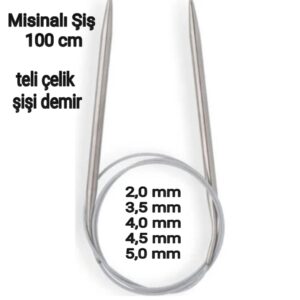 Misinalı Şiş
100 cm
teli çelik
şişi demir
2,0 mm
3,5 mm
4,0 mm
4,5 mm
5,0 mm